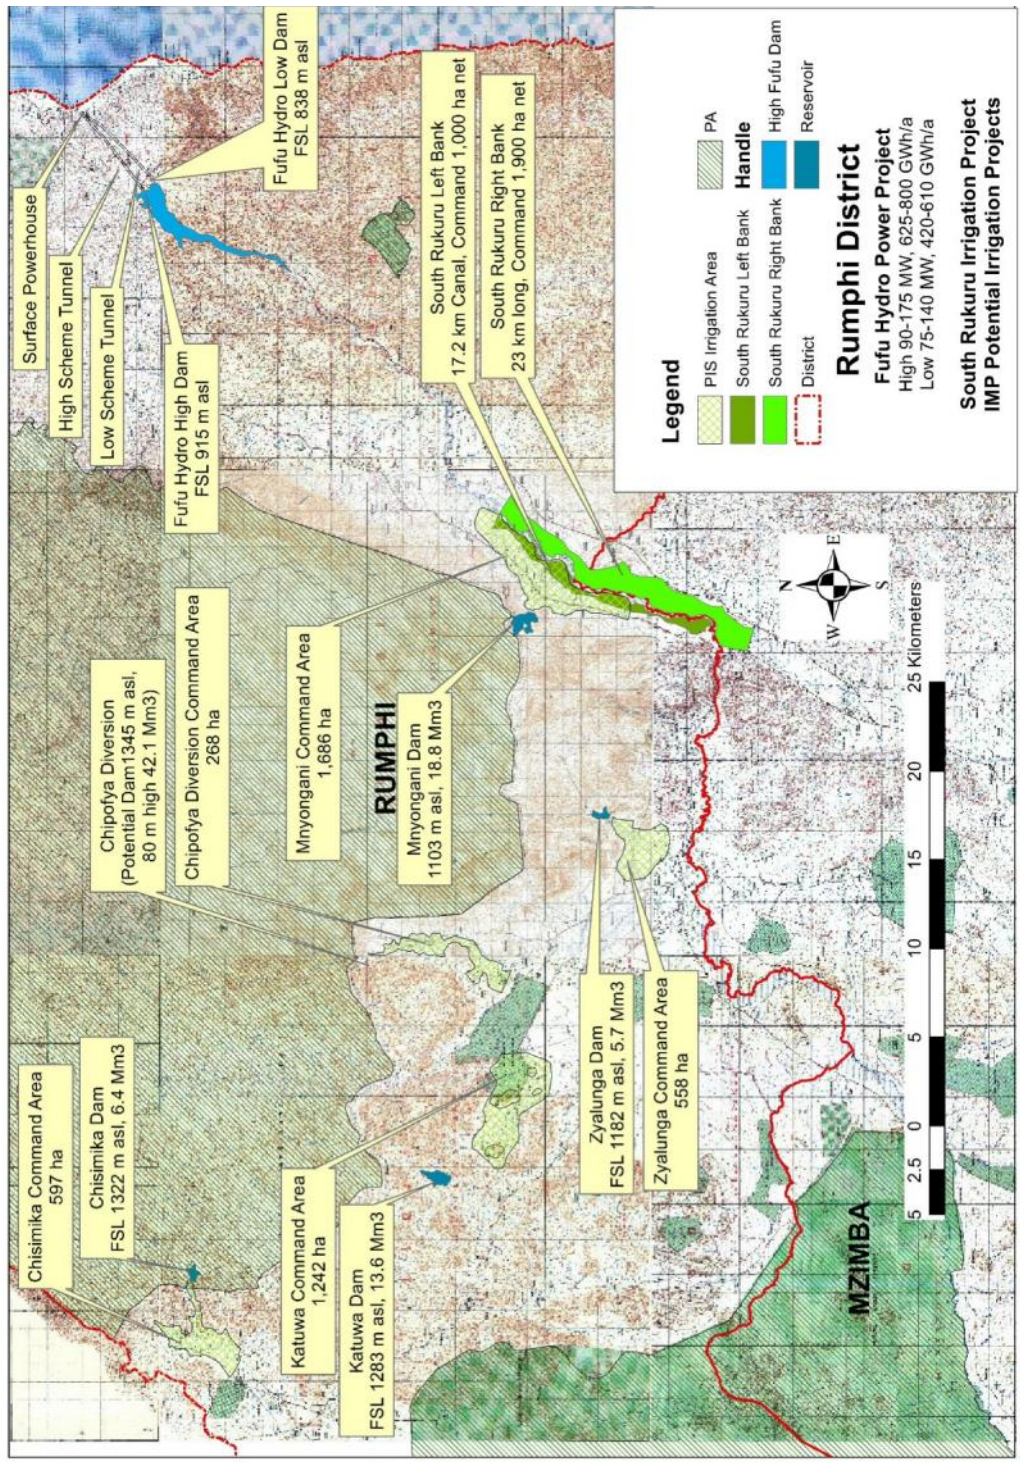 Chisimika Command Area
597 ha
Chisimika Dam
FSL 1322 m asl, 6.4 Mm3
Chipofya Diversion
(Potential Dam1345 m asl,
80 m high 42.1 Mm3)
Chipofya Diversion Command Area
268 ha
Surface Powerhouse
High Scheme Tunnel
Low Scheme Tunnel
Fufu Hydro High Dam
FSL 915 m asl
Fufu Hydro Low Dam
FSL 838 m asl
Katuwa Command Area
1,242 ha
Katuwa Dam
FSL 1283 m asl, 13.6 Mm3
Mnyongani Command Area
1,686 ha
RUMPHI
Mnyongani Dam
1103 m asl, 18.8 Mm3
South Rukuru Left Bank
17.2 km Canal, Command 1,000 ha net
South Rukuru Right Bank
23 km long, Command 1,900 ha net
Zyalunga Dam
FSL 1182 m asl, 5.7 Mm3
Zyalunga Command Area
558 ha
MZIMBA
N
W
E
S
5
2.5
0
5
10
15
20
25 Kilometers
Legend
PIS Irrigation Area
South Rukuru Left Bank
South Rukuru Right Bank
District
PA
Handle
High Fufu Dam
Reservoir
Rumphi District
Fufu Hydro Power Project
High 90-175 MW, 625-800 GWh/a
Low 75-140 MW, 420-610 GWh/a
South Rukuru Irrigation Project
IMP Potential Irrigation Projects